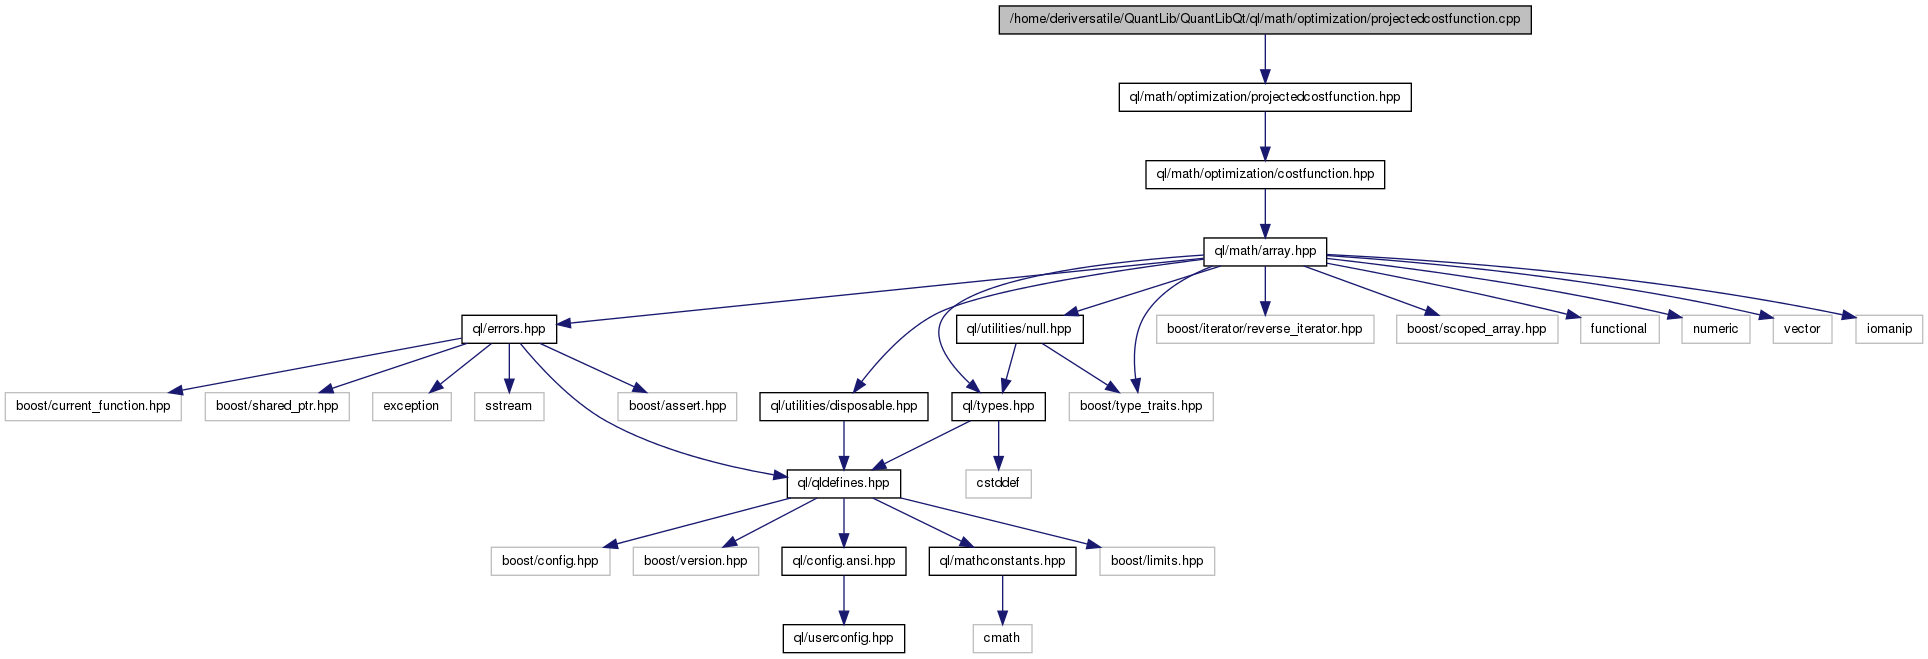 /home/deriversatile/QuantLib/QuantLibQt/ql/math/optimization/projectedcostfunction.cpp
ql/math/optimization/projectedcostfunction.hpp
ql/math/optimization/costfunction.hpp
ql/math/array.hpp
ql/errors.hpp
ql/utilities/null.hpp
boost/iterator/reverse_iterator.hpp
boost/scoped_array.hpp
functional
numeric
vector
iomanip
boost/current_function.hpp
boost/shared_ptr.hpp
exception
sstream
boost/assert.hpp
ql/utilities/disposable.hpp
ql/types.hpp
boost/type_traits.hpp
ql/qldefines.hpp
cstddef
boost/config.hpp
boost/version.hpp
ql/config.ansi.hpp
ql/mathconstants.hpp
boost/limits.hpp
ql/userconfig.hpp
cmath